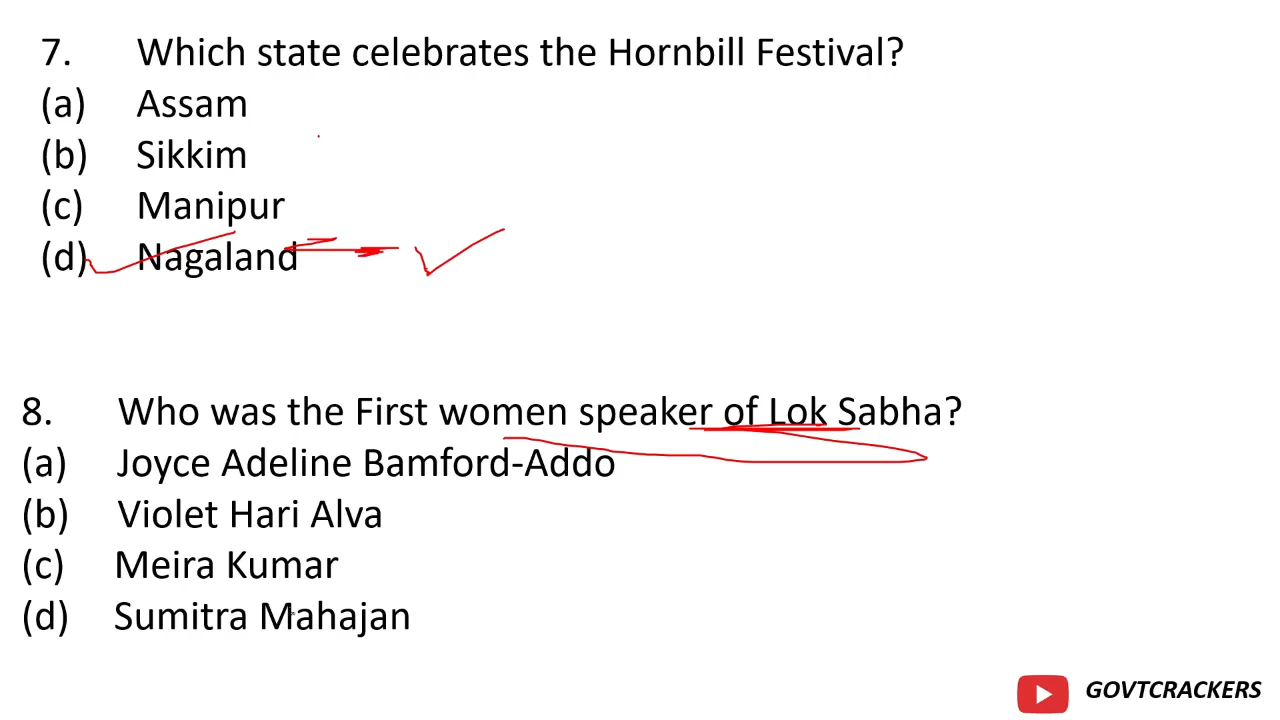 7. Which state celebrates the Hornbill Festival?
(a) Assam
(b) Sikkim
(c) Manipur
(d) Nagaland
8. Who was the First women speaker of Lok Sabha?
(a) Joyce Adeline Bamford-Addo
(b) Violet Hari Alva
(c) Meira Kumar
(d) Sumitra Mahajan
GOVTCRACKERS